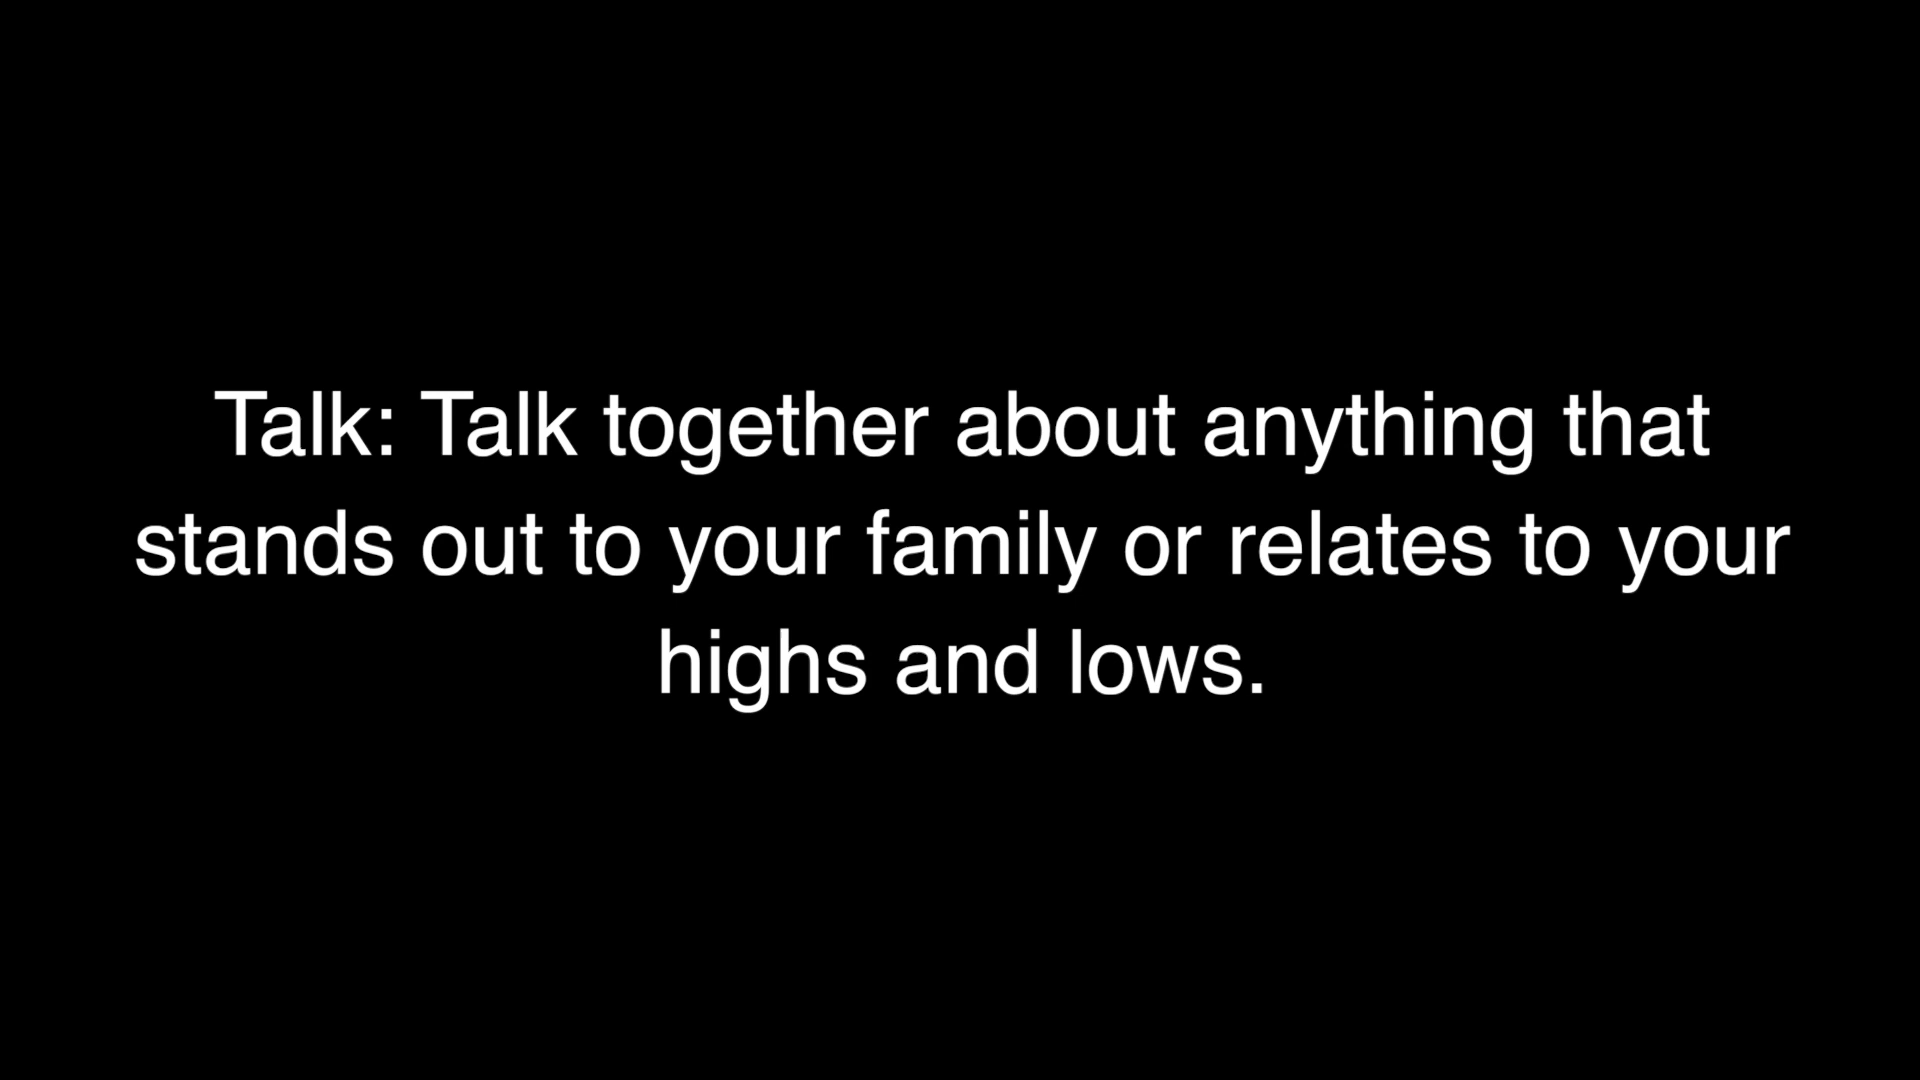 Talk: Talk together about anything that
stands out to your family or relates to your
highs and lows.